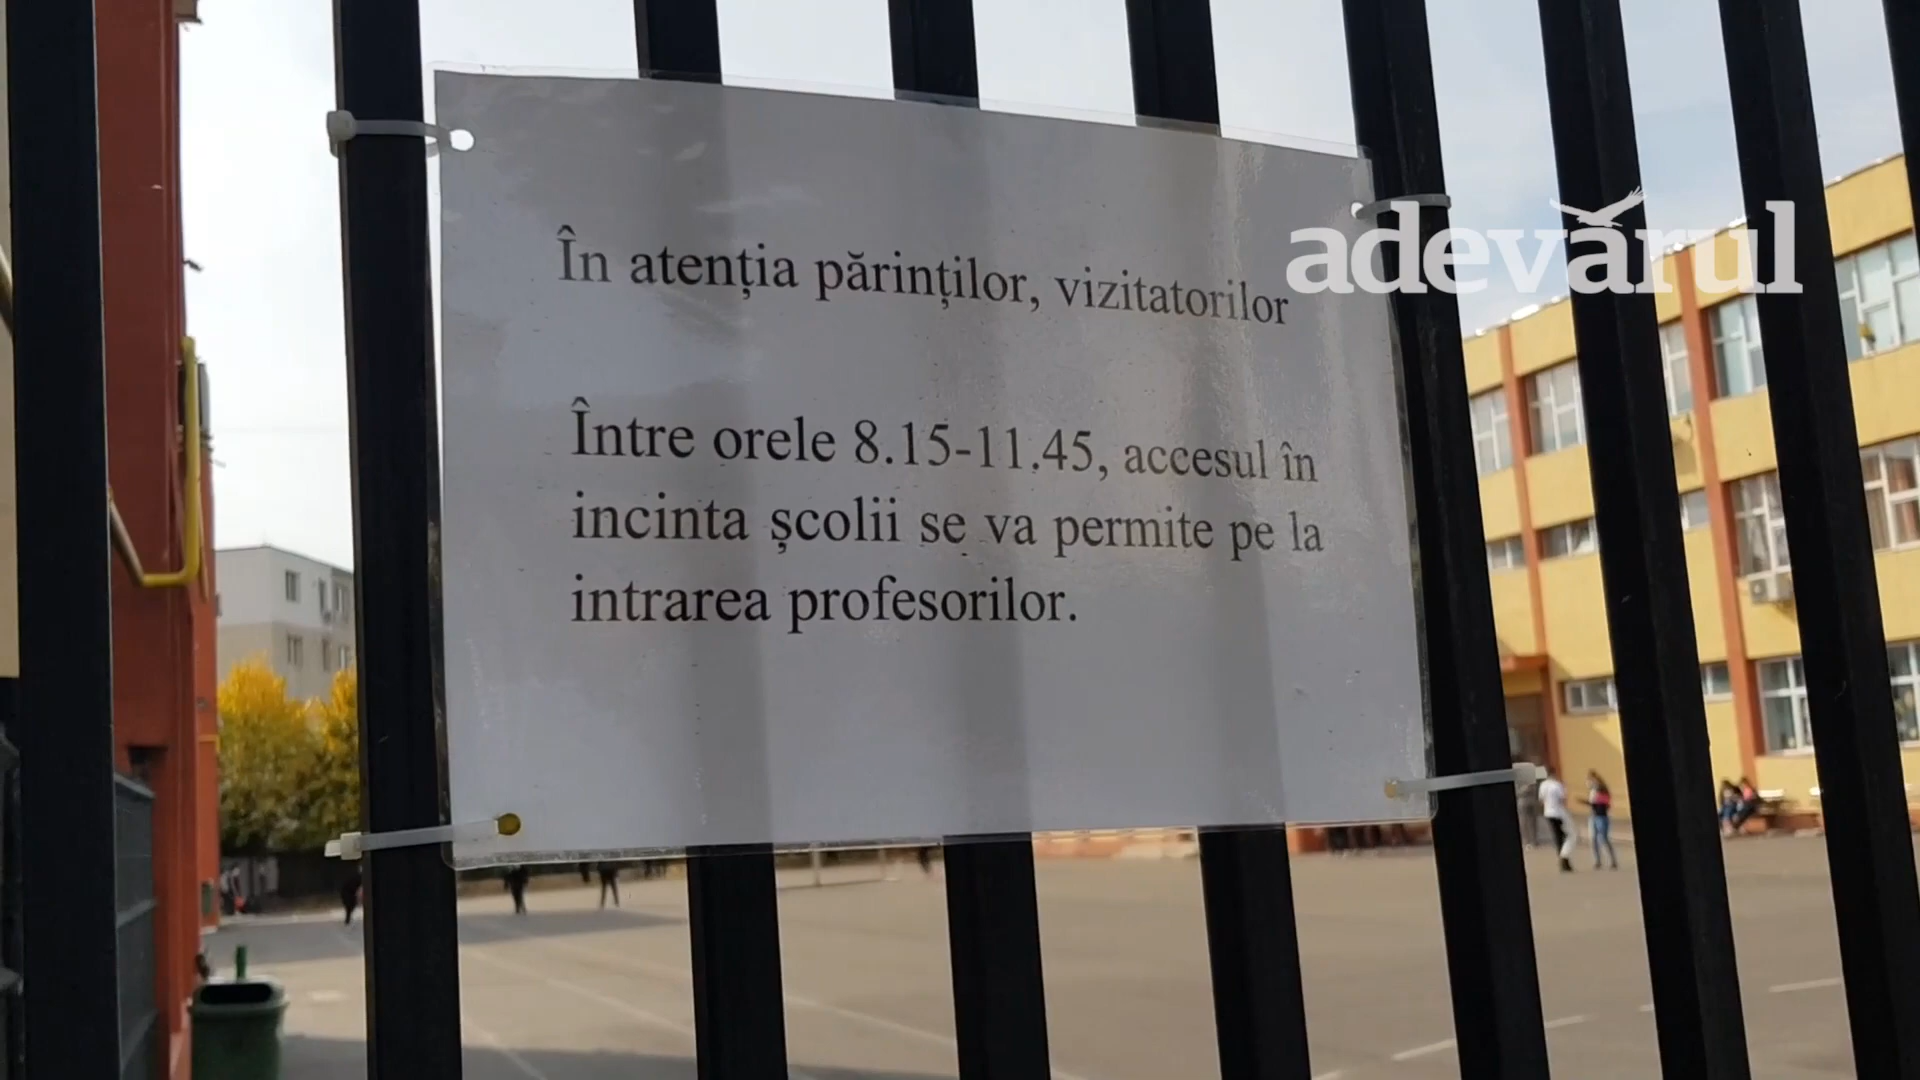 În atenția părinților, vizitatorilor
adevărul
Între orele 8.15-11.45, accesul în
incinta școlii se va permite pe la
intrarea profesorilor.